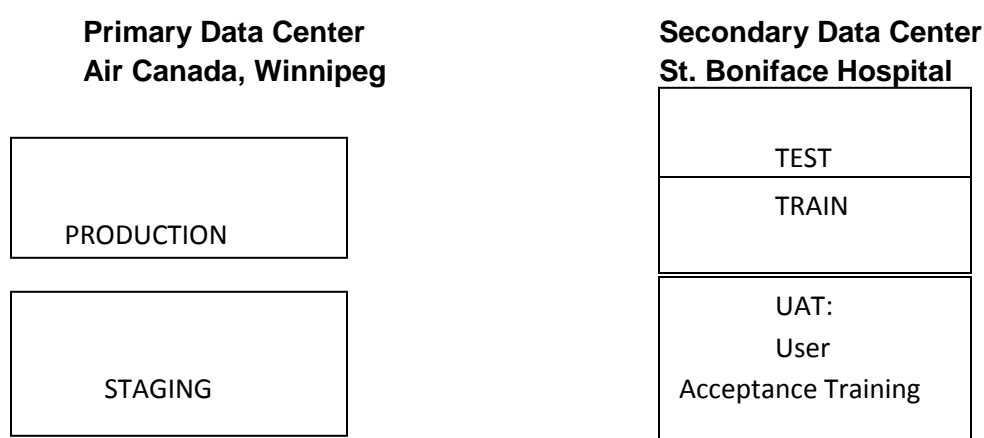 Primary Data Center
Air Canada, Winnipeg
PRODUCTION
STAGING
Secondary Data Center
St. Boniface Hospital
TEST
TRAIN
UAT:
User
Acceptance Training